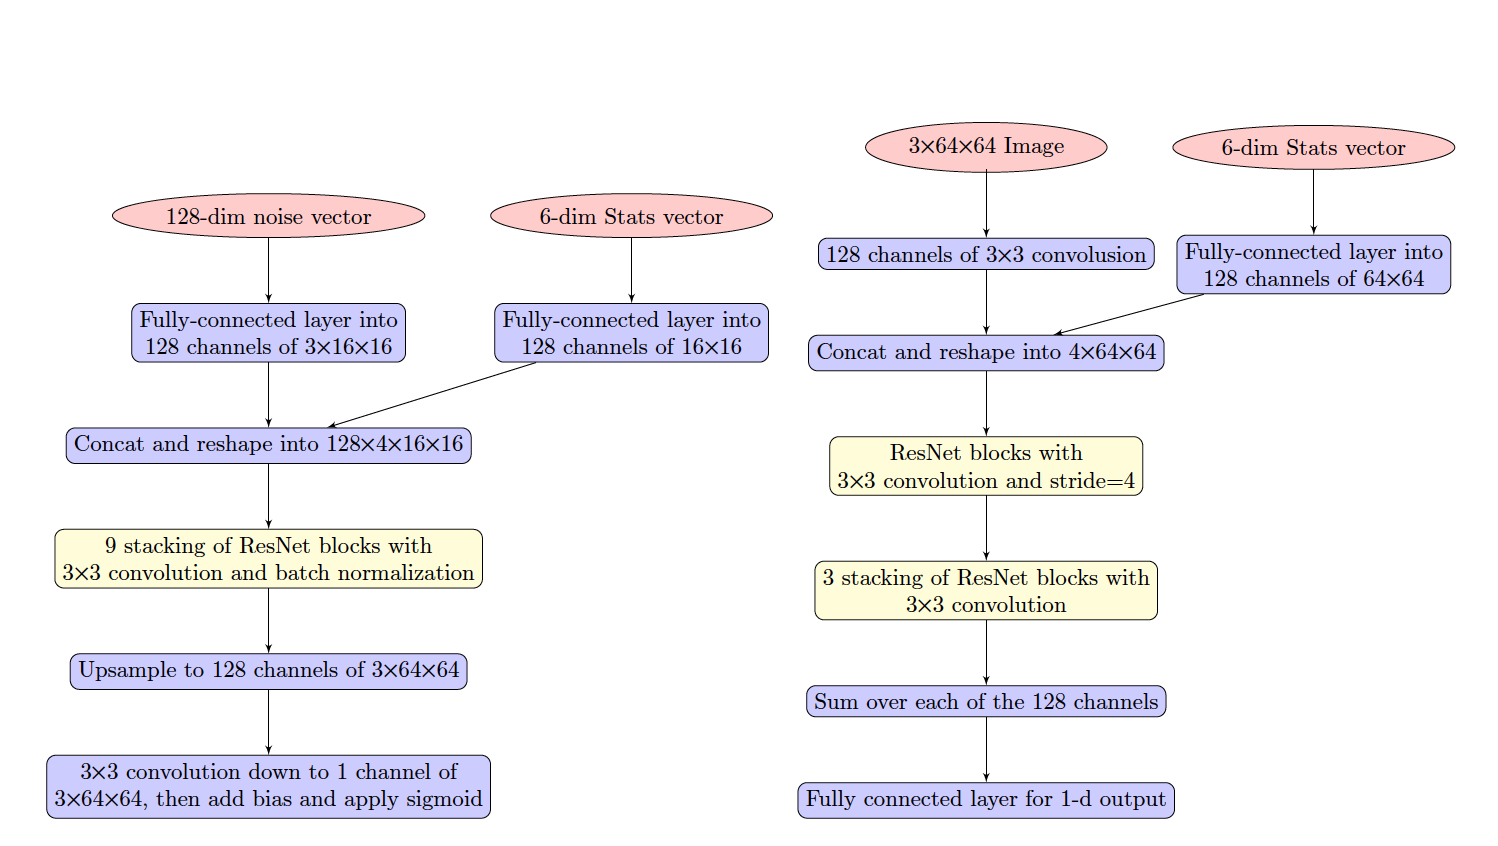 128-dim noise vector
6-dim Stats vector
Fully-connected layer into
128 channels of 3×16×16
Fully-connected layer into
128 channels of 16×16
Concat and reshape into 128×4×16×16
9 stacking of ResNet blocks with
3×3 convolution and batch normalization
Upsample to 128 channels of 3×64×64
3×3 convolution down to 1 channel of
3×64×64, then add bias and apply sigmoid
3×64×64 Image
6-dim Stats vector
128 channels of 3×3 convolusion
Fully-connected layer into
128 channels of 64×64
Concat and reshape into 4×64×64
ResNet blocks with
3×3 convolution and stride=4
3 stacking of ResNet blocks with
3×3 convolution
Sum over each of the 128 channels
Fully connected layer for 1-d output